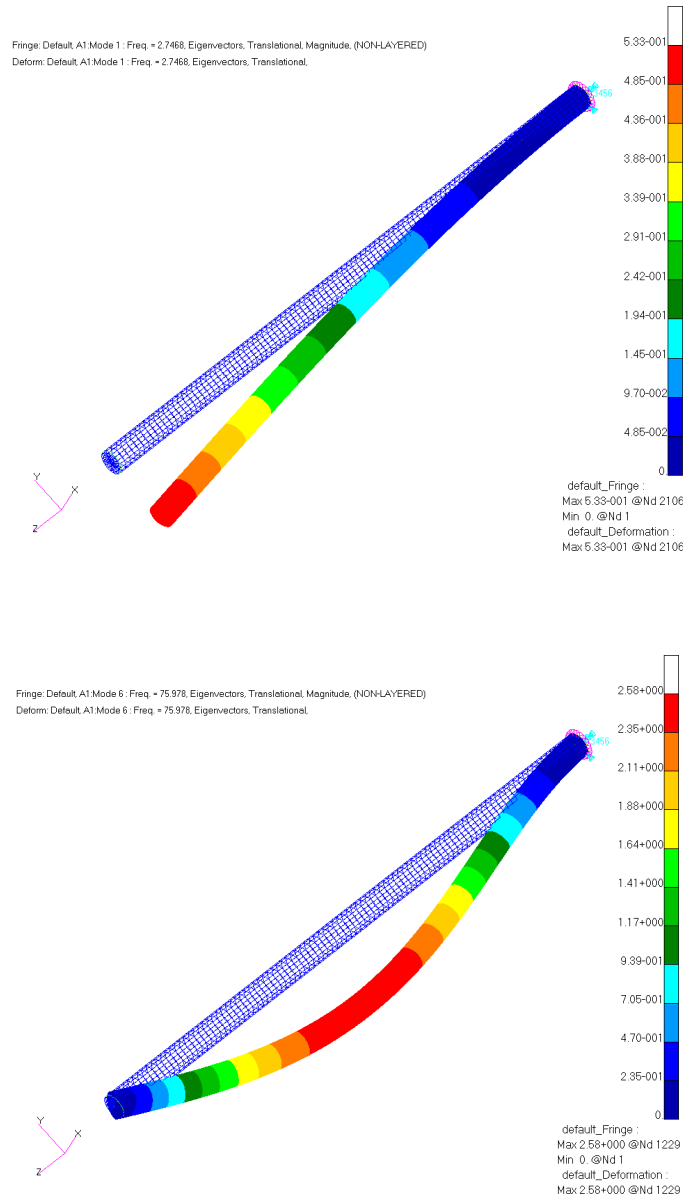 Fringe: Default, A1:Mode 1 : Freq. = 2.7468, Eigenvectors, Translational, Magnitude, (NON-LAYERED)
Deform: Default, A1:Mode 1 : Freq. = 2.7468, Eigenvectors, Translational,
5.33-001
4.85-001
4.36-001
3.88-001
3.39-001
2.91-001
2.42-001
1.94-001
1.45-001
9.70-002
4.85-002
0
3456
Y
X
Z
default_Fringe :
Max 5.33-001 @Nd 2106
Min 0. @Nd 1
default_Deformation :
Max 5.33-001 @Nd 2106
Fringe: Default, A1:Mode 6 : Freq. = 75.978, Eigenvectors, Translational, Magnitude, (NON-LAYERED)
Deform: Default, A1:Mode 6 : Freq. = 75.978, Eigenvectors, Translational,
2.58+000
2.35+000
2.11+000
1.88+000
1.64+000
1.41+000
1.17+000
9.39-001
7.05-001
4.70-001
2.35-001
0
456
Y
X
Z
default_Fringe :
Max 2.58+000 @Nd 1229
Min 0. @Nd 1
default_Deformation :
Max 2.58+000 @Nd 1229